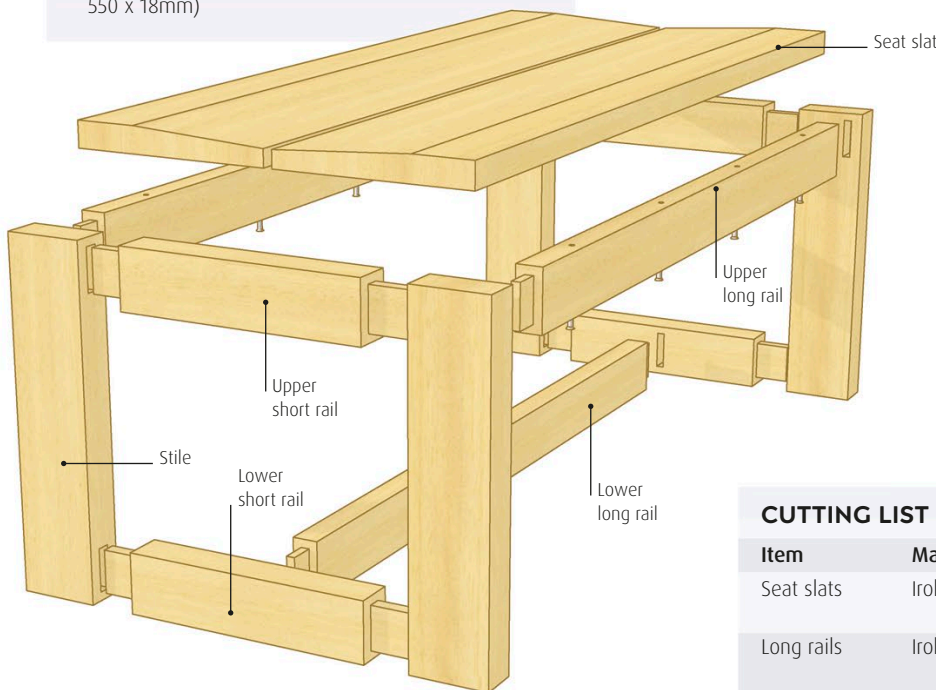 550 x 18mm)
Seat slat
Upper
long rail
Upper
short rail
Stile
Lower
short rail
Lower
long rail
CUTTING LIST
Item
Seat slats
Long rails